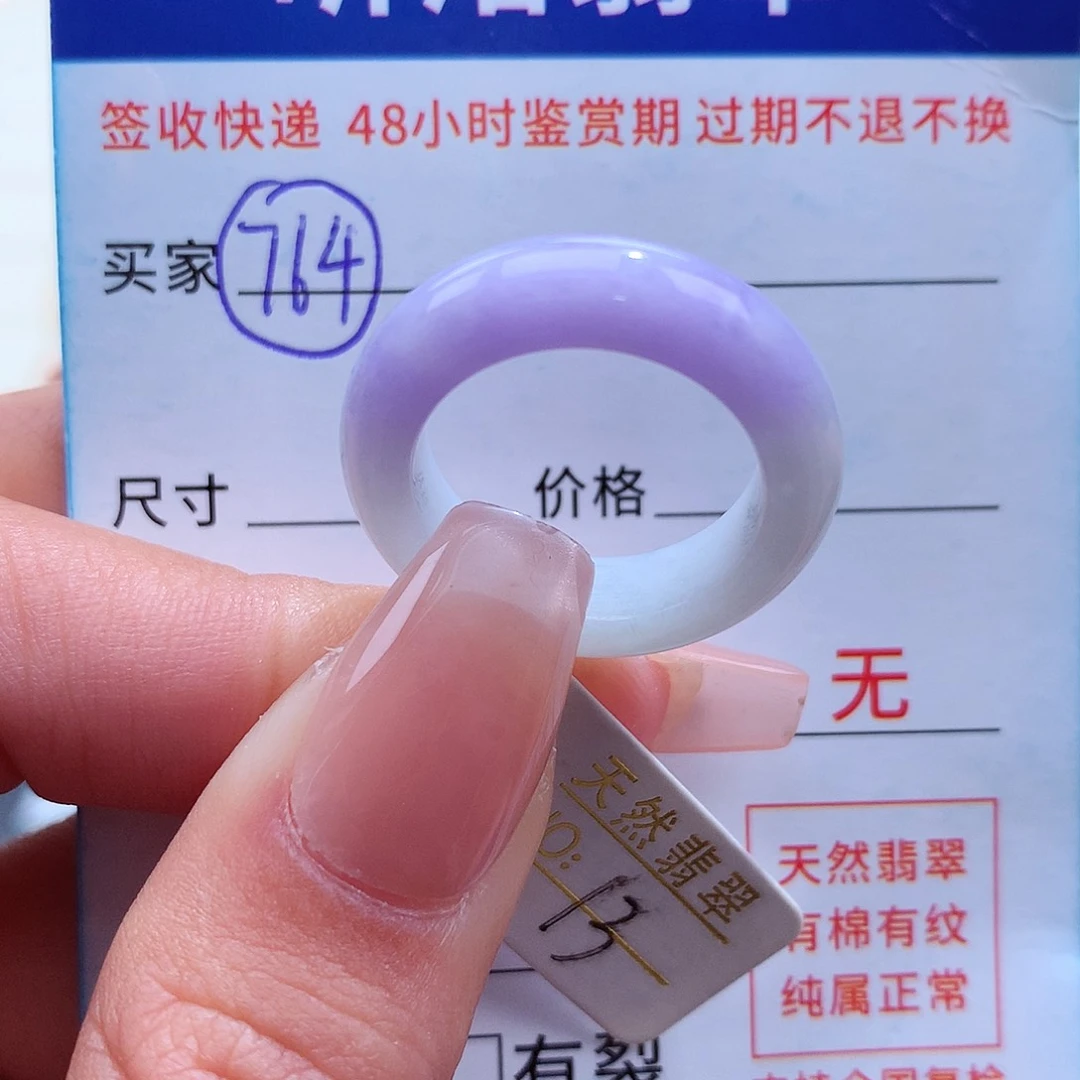 签收快递 48小时鉴赏期 过期不退不换
买家 764
尺寸 价格
无
天然翡翠
NO: 13
天然翡翠
有棉有纹
纯属正常
有裂